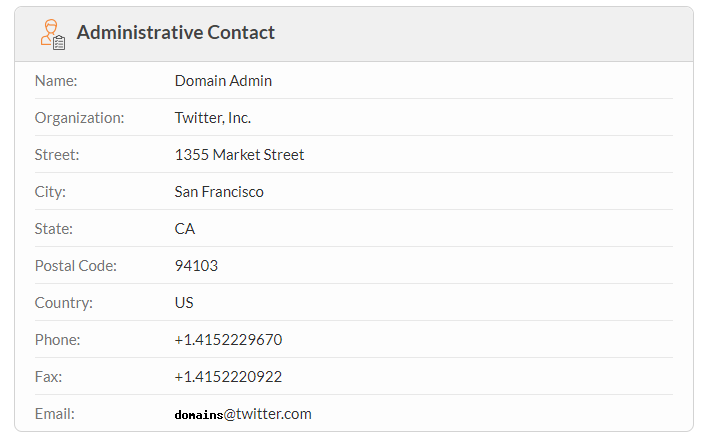 Administrative Contact
Name: Domain Admin
Organization: Twitter, Inc.
Street: 1355 Market Street
City: San Francisco
State: CA
Postal Code: 94103
Country: US
Phone: +1.4152229670
Fax: +1.4152220922
Email: domains@twitter.com